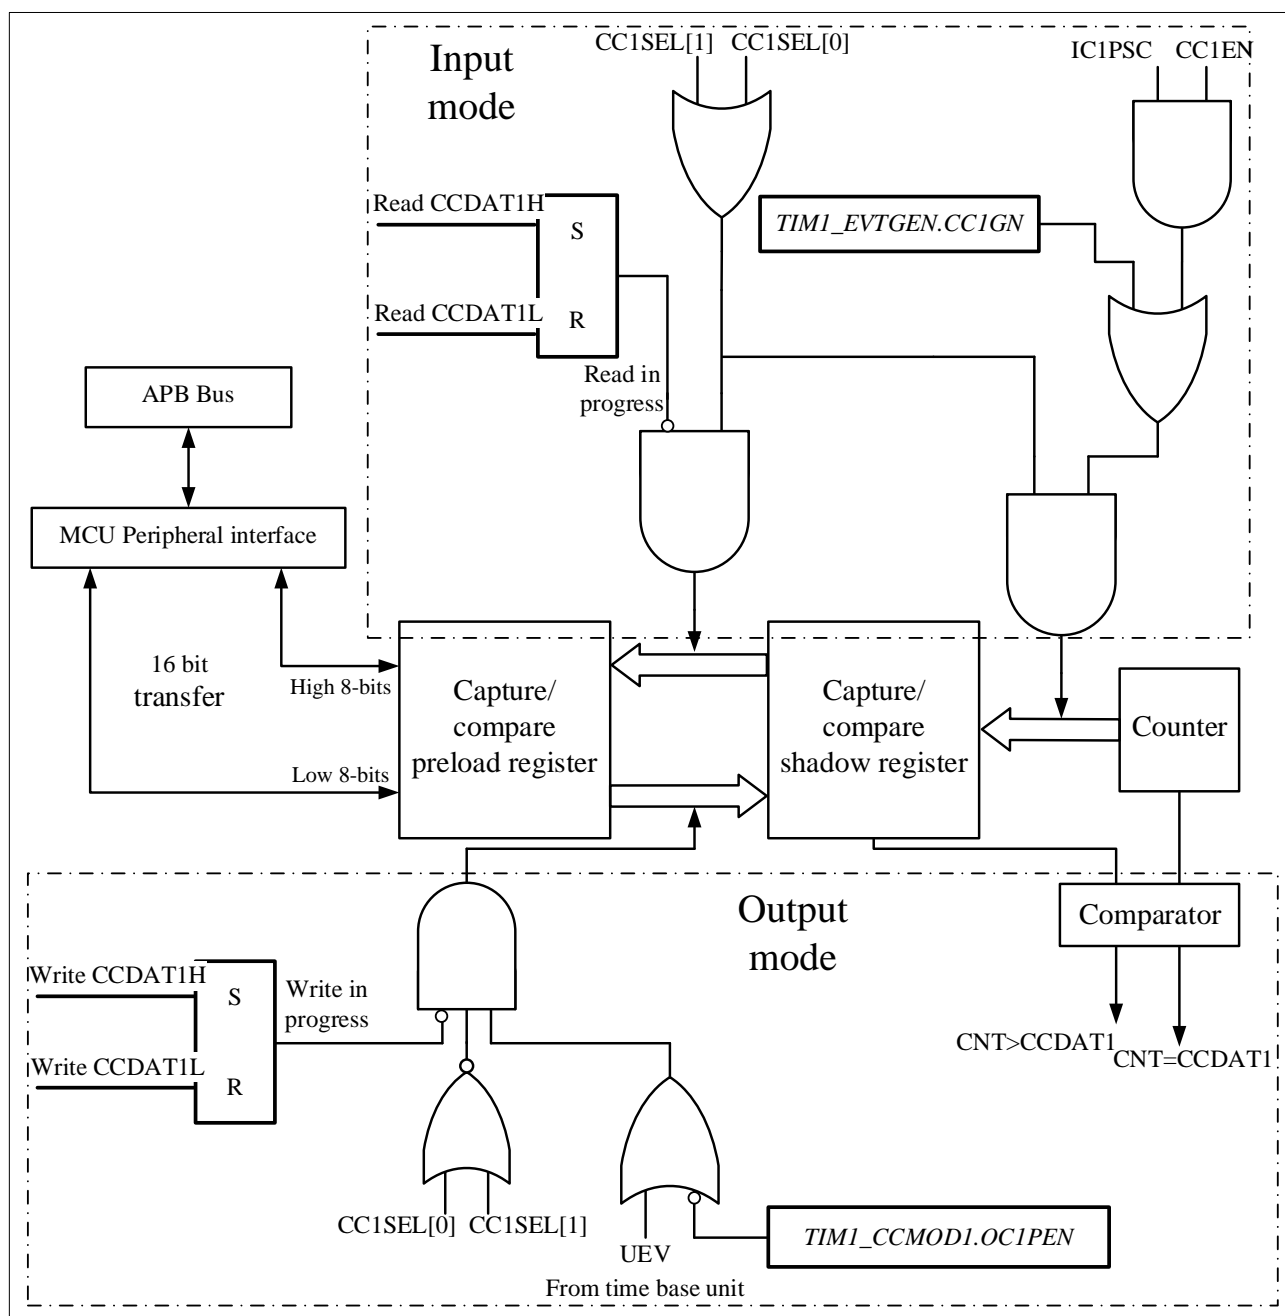 Input
mode
CC1SEL[1] CC1SEL[0]
IC1PSC CC1EN
Read CCDAT1H
S
TIM1_EVTGEN.CC1GN
Read CCDAT1L
R
Read in
progress
APB Bus
MCU Peripheral interface
16 bit
transfer
High 8-bits
Low 8-bits
Capture/
compare
preload register
Capture/
compare
shadow register
Counter
Output
mode
Comparator
Write CCDAT1H
S
Write in
progress
Write CCDAT1L
R
CNT>CCDAT1
CNT=CCDAT1
CC1SEL[0] CC1SEL[1]
UEV
TIM1_CCMOD1.OC1PEN
From time base unit